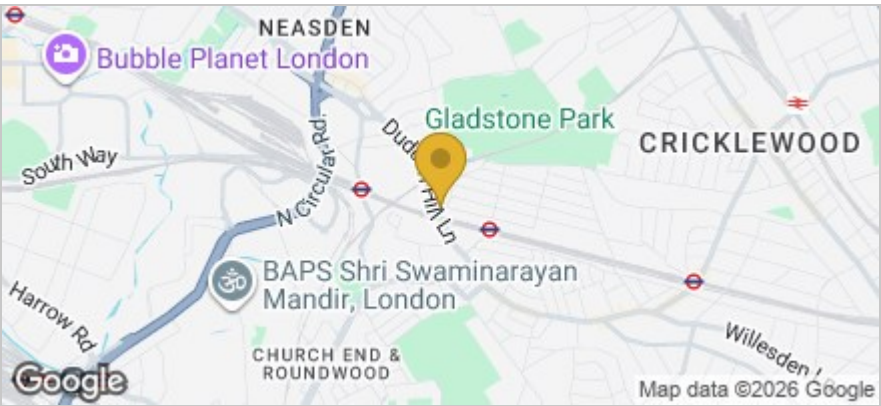 NEASDEN
Bubble Planet London
Gladstone Park
CRICKLEWOOD
South Way
N Circular Rd
Hill Ln
BAPS Shri Swaminarayan
Mandir, London
Harrow Rd
CHURCH END &
ROUNDWOOD
Willesden
Google
Map data ©2026 Google